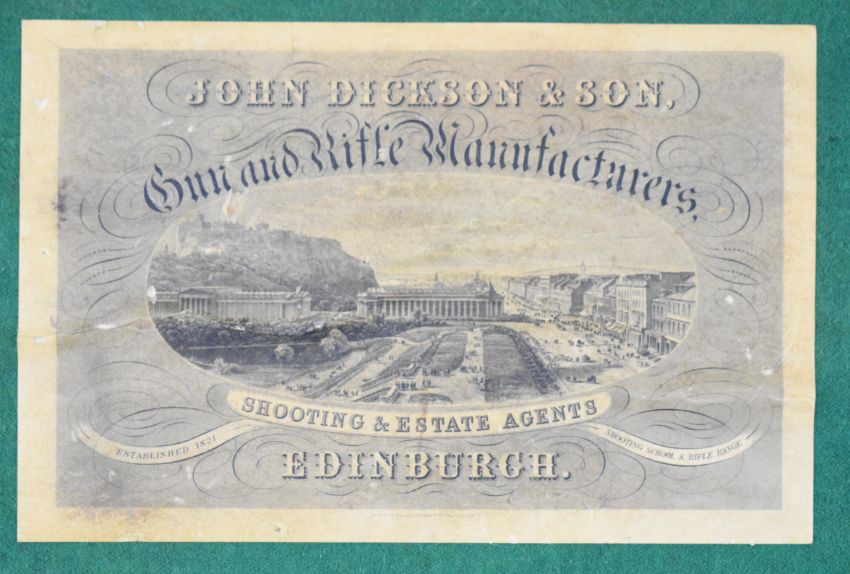 JOHN DICKSON & SON,
Gun and Rifle Manufacturers,
SHOOTING & ESTATE AGENTS
ESTABLISHED 1821
SHOOTING SCHOOL & RIFLE RANGE
EDINBURGH.